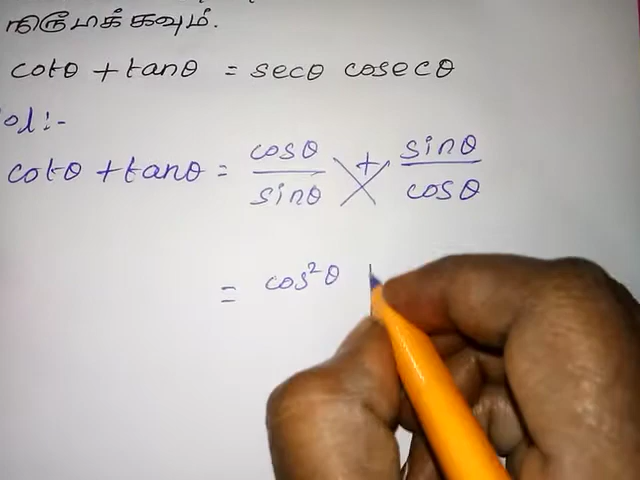 நிரூபிக்கவும்.
cotθ + tanθ = secθ cosecθ
Sol:-
cotθ + tanθ = cosθ/sinθ + sinθ/cosθ
= cos²θ